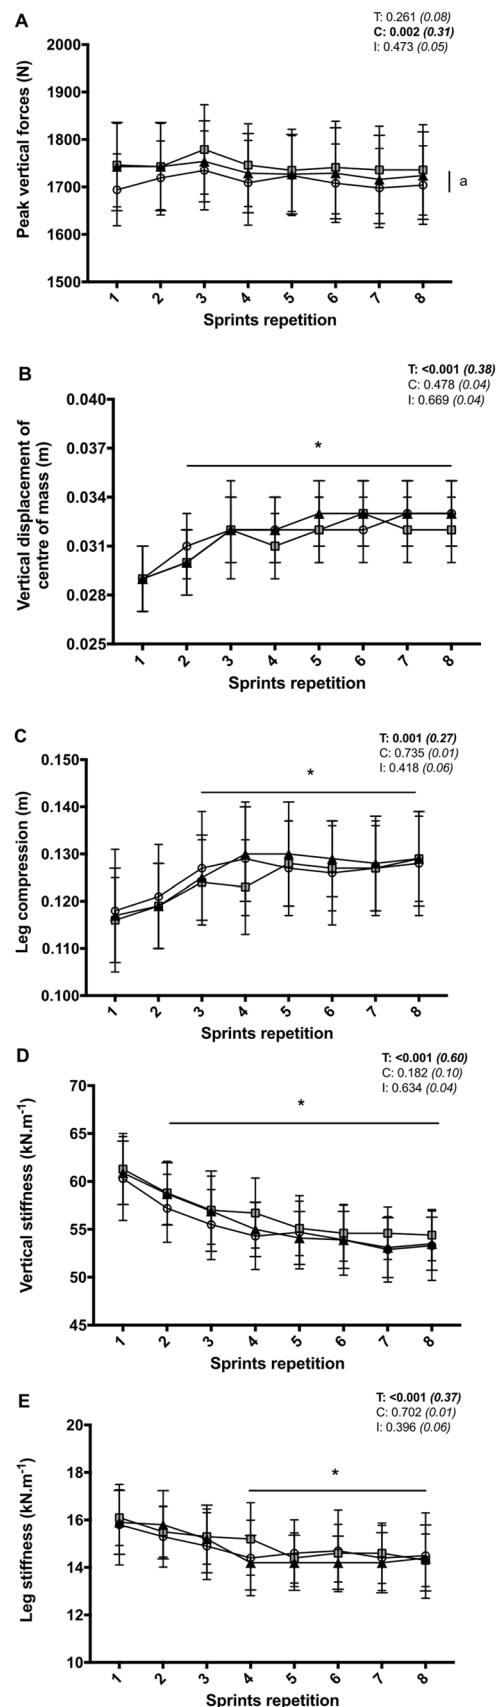 A
T: 0.261 (0.08)
C: 0.002 (0.31)
I: 0.473 (0.05)
Peak vertical forces (N)
2000
1900
1800
1700
1600
1500
a
1 2 3 4 5 6 7 8
Sprints repetition
B
T: <0.001 (0.38)
C: 0.478 (0.04)
I: 0.669 (0.04)
Vertical displacement of
centre of mass (m)
0.040
0.037
0.034
0.031
0.028
0.025
*
1 2 3 4 5 6 7 8
Sprints repetition
C
T: 0.001 (0.27)
C: 0.735 (0.01)
I: 0.418 (0.06)
Leg compression (m)
0.150
0.140
0.130
0.120
0.110
0.100
*
1 2 3 4 5 6 7 8
Sprints repetition
D
T: <0.001 (0.60)
C: 0.182 (0.10)
I: 0.634 (0.04)
Vertical stiffness (kN.m⁻¹)
70
65
60
55
50
45
*
1 2 3 4 5 6 7 8
Sprints repetition
E
T: <0.001 (0.37)
C: 0.702 (0.01)
I: 0.396 (0.06)
Leg stiffness (kN.m⁻¹)
20
18
16
14
12
10
*
1 2 3 4 5 6 7 8
Sprints repetition